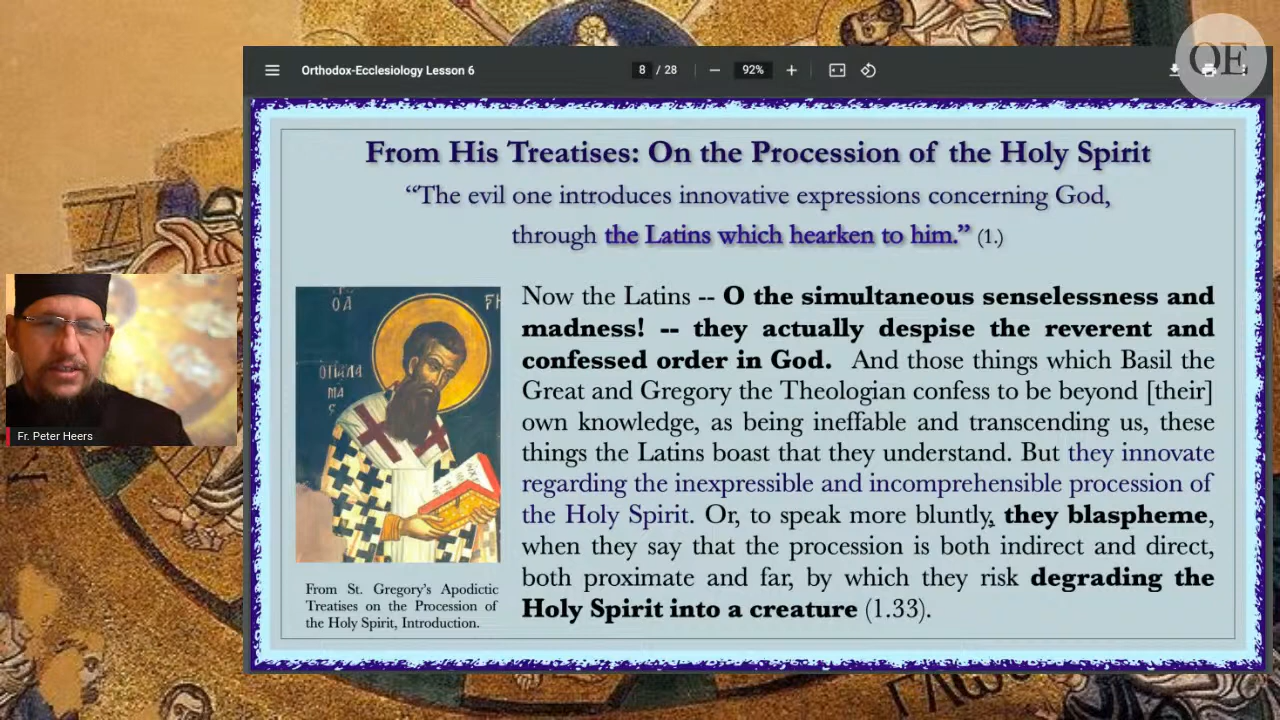 OE
Orthodox-Ecclesiology Lesson 6
8 / 28
92%
From His Treatises: On the Procession of the Holy Spirit
“The evil one introduces innovative expressions concerning God,
through the Latins which hearken to him.” (1.)
Now the Latins -- O the simultaneous senselessness and
madness! -- they actually despise the reverent and
confessed order in God. And those things which Basil the
Great and Gregory the Theologian confess to be beyond [their]
own knowledge, as being ineffable and transcending us, these
things the Latins boast that they understand. But they innovate
regarding the inexpressible and incomprehensible procession of
the Holy Spirit. Or, to speak more bluntly, they blaspheme,
when they say that the procession is both indirect and direct,
both proximate and far, by which they risk degrading the
Holy Spirit into a creature (1.33).
From St. Gregory’s Apodictic
Treatises on the Procession of
the Holy Spirit, Introduction.
Fr. Peter Heers